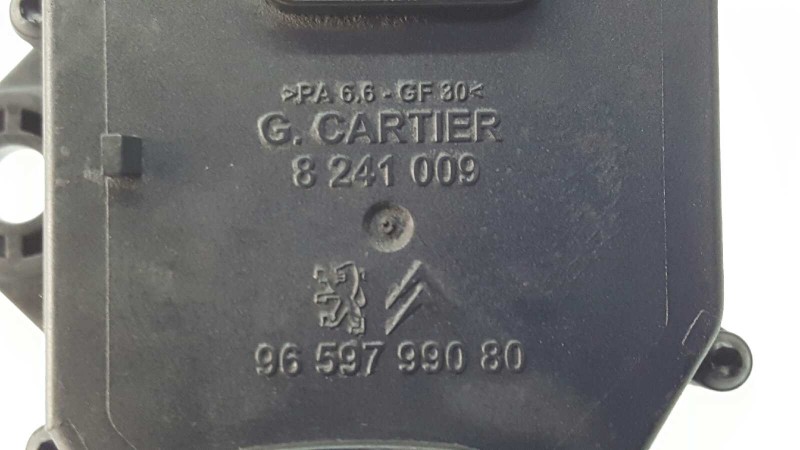 >PA 6,6 - GF 30<
G. CARTIER
8 241 009
96 597 990 80